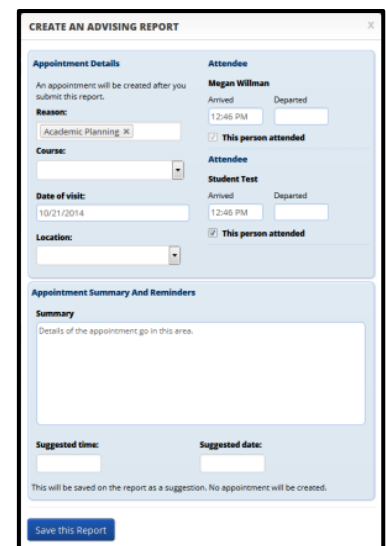 CREATE AN ADVISING REPORT
x
Appointment Details
An appointment will be created after you
submit this report.
Reason:
Academic Planning ×
Course:
Date of visit:
10/21/2014
Location:
Attendee
Megan Willman
Arrived Departed
12:46 PM
This person attended
Attendee
Student Test
Arrived Departed
12:46 PM
This person attended
Appointment Summary And Reminders
Summary
Details of the appointment go in this area.
Suggested time: Suggested date:
This will be saved on the report as a suggestion. No appointment will be created.
Save this Report